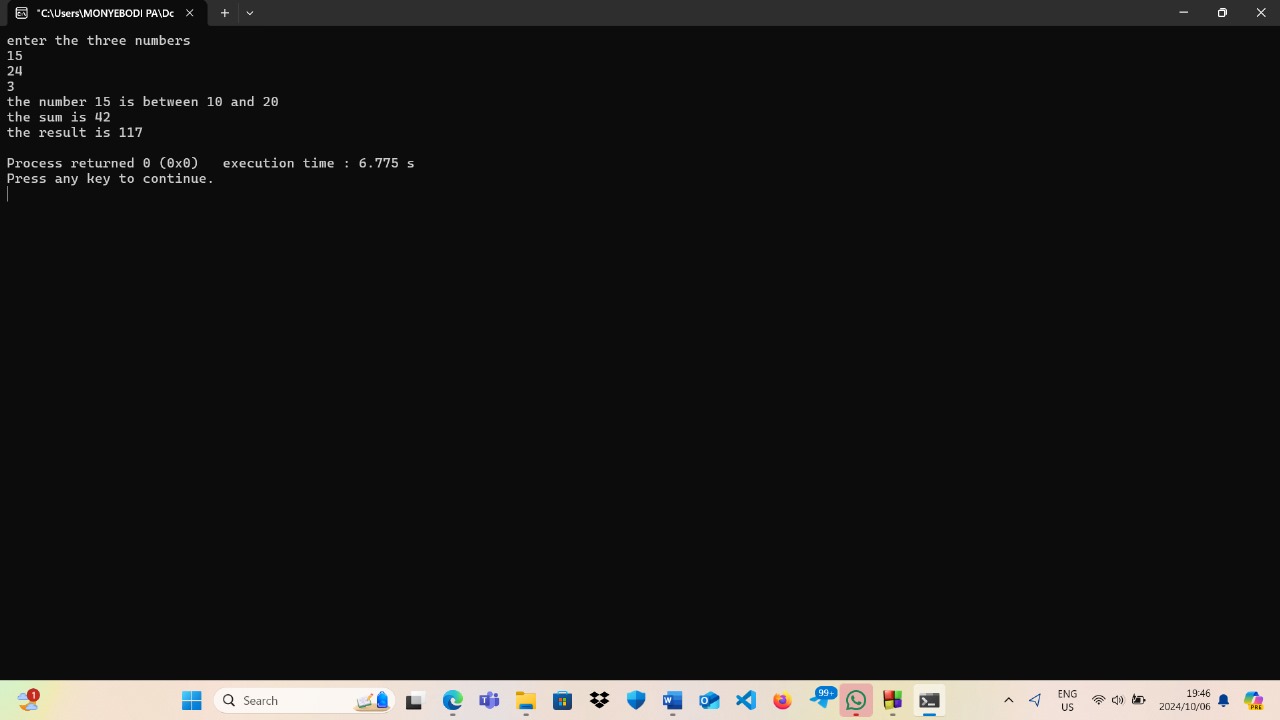 "C:\Users\MONYEBODI PA\Dc
enter the three numbers
15
24
3
the number 15 is between 10 and 20
the sum is 42
the result is 117
Process returned 0 (0x0)   execution time : 6.775 s
Press any key to continue.
1
Search
99+
ENG
US
19:46
2024/10/06
PRE